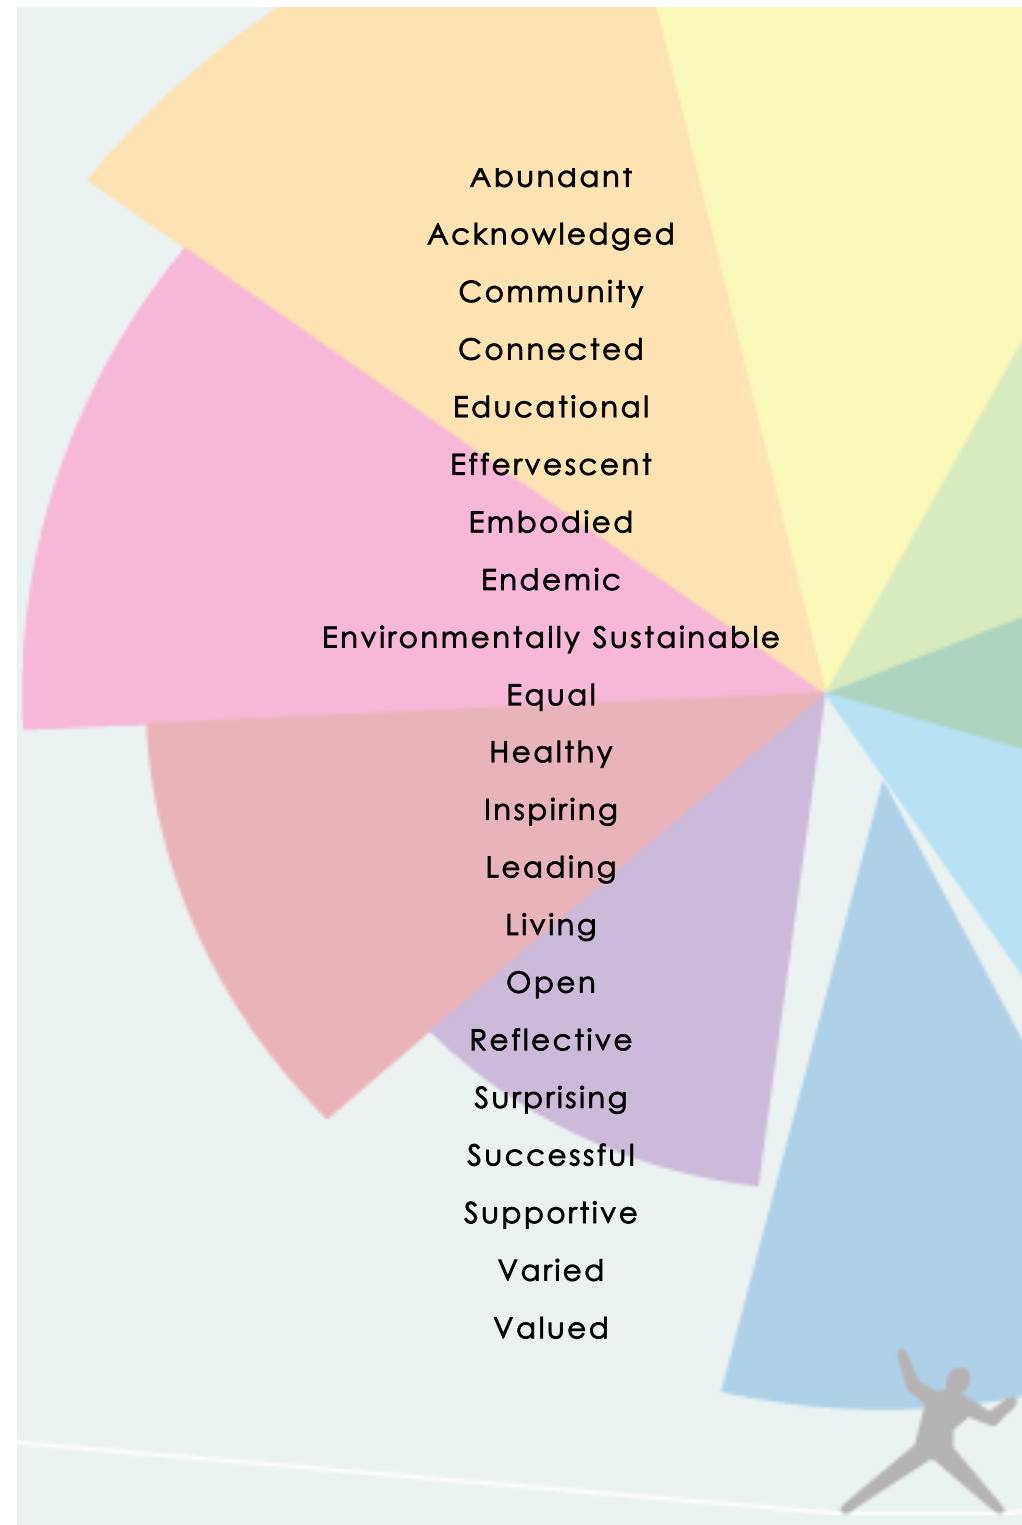 Abundant
Acknowledged
Community
Connected
Educational
Effervescent
Embodied
Endemic
Environmentally Sustainable
Equal
Healthy
Inspiring
Leading
Living
Open
Reflective
Surprising
Successful
Supportive
Varied
Valued